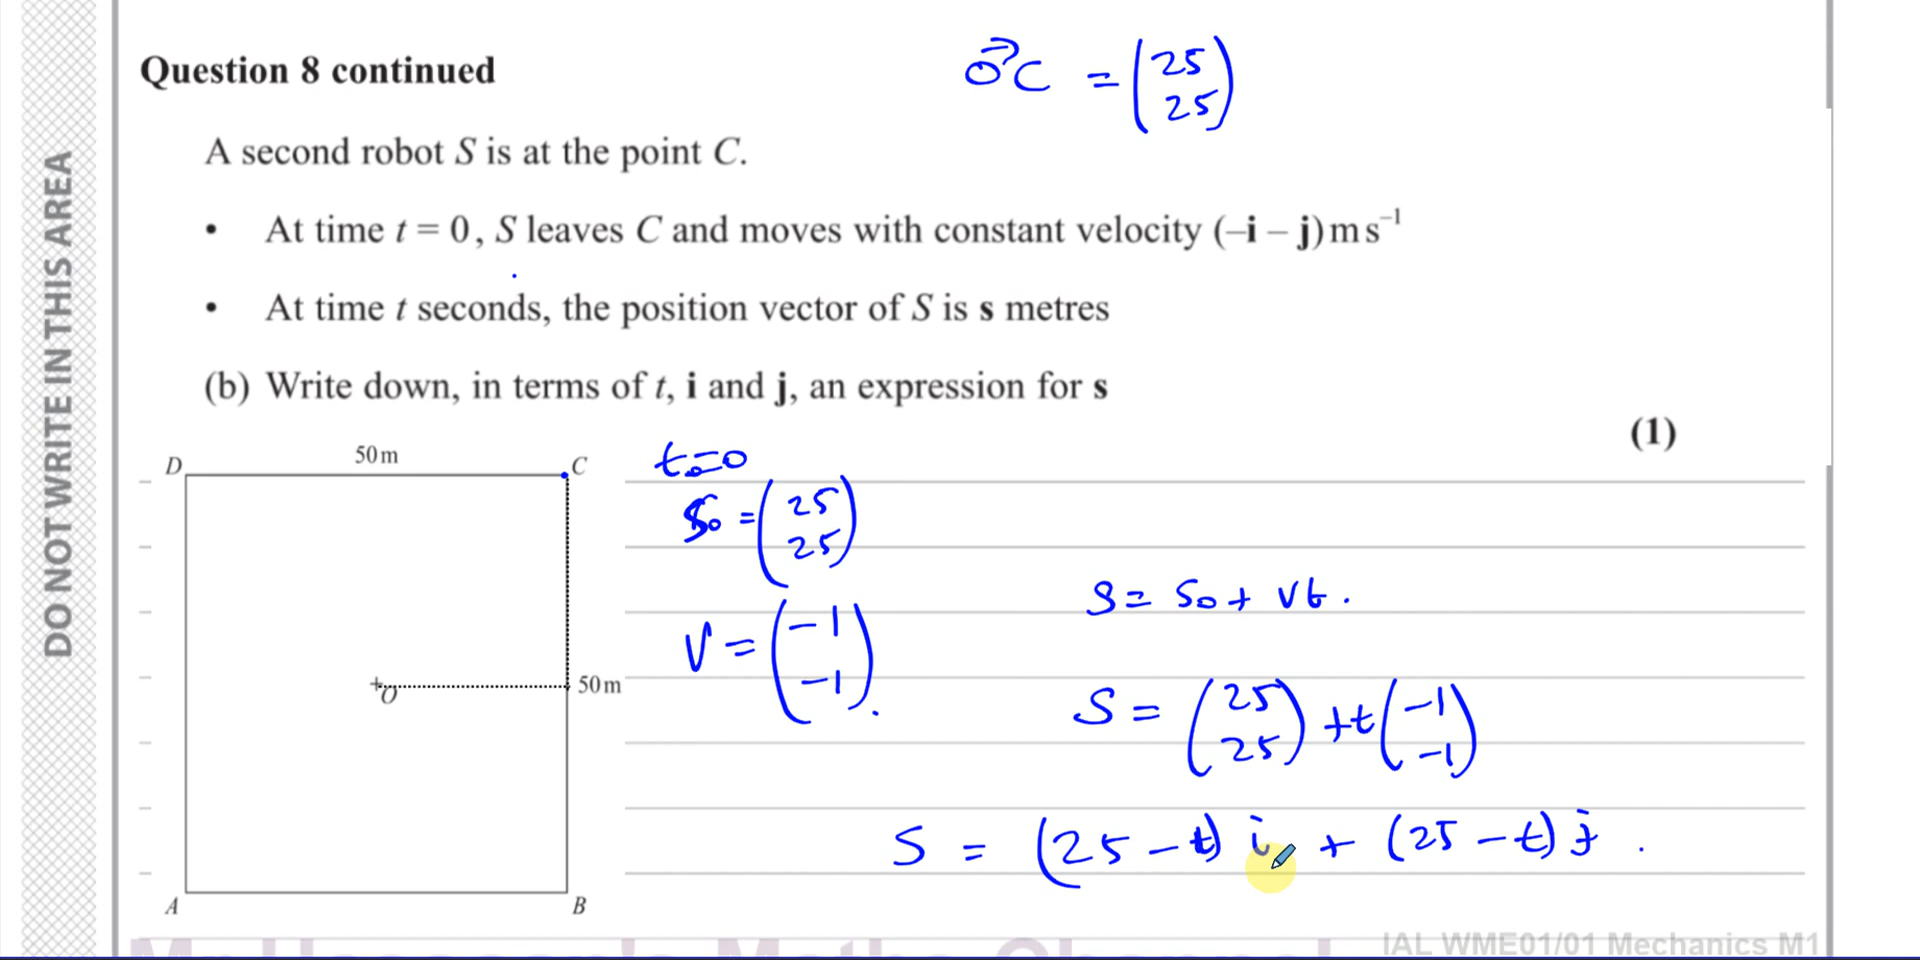 DO NOT WRITE IN THIS AREA
Question 8 continued
OC = (25 25)
A second robot S is at the point C.
• At time t = 0, S leaves C and moves with constant velocity (–i – j) m s⁻¹
• At time t seconds, the position vector of S is s metres
(b) Write down, in terms of t, i and j, an expression for s
(1)
D 50 m C
t=0
S₀ = (25 25)
S = S₀ + vt.
V = (-1 -1).
+O 50 m
S = (25 25) + t(-1 -1)
S = (25 - t) i + (25 - t) j.
A B
IAL WME01/01 Mechanics M1